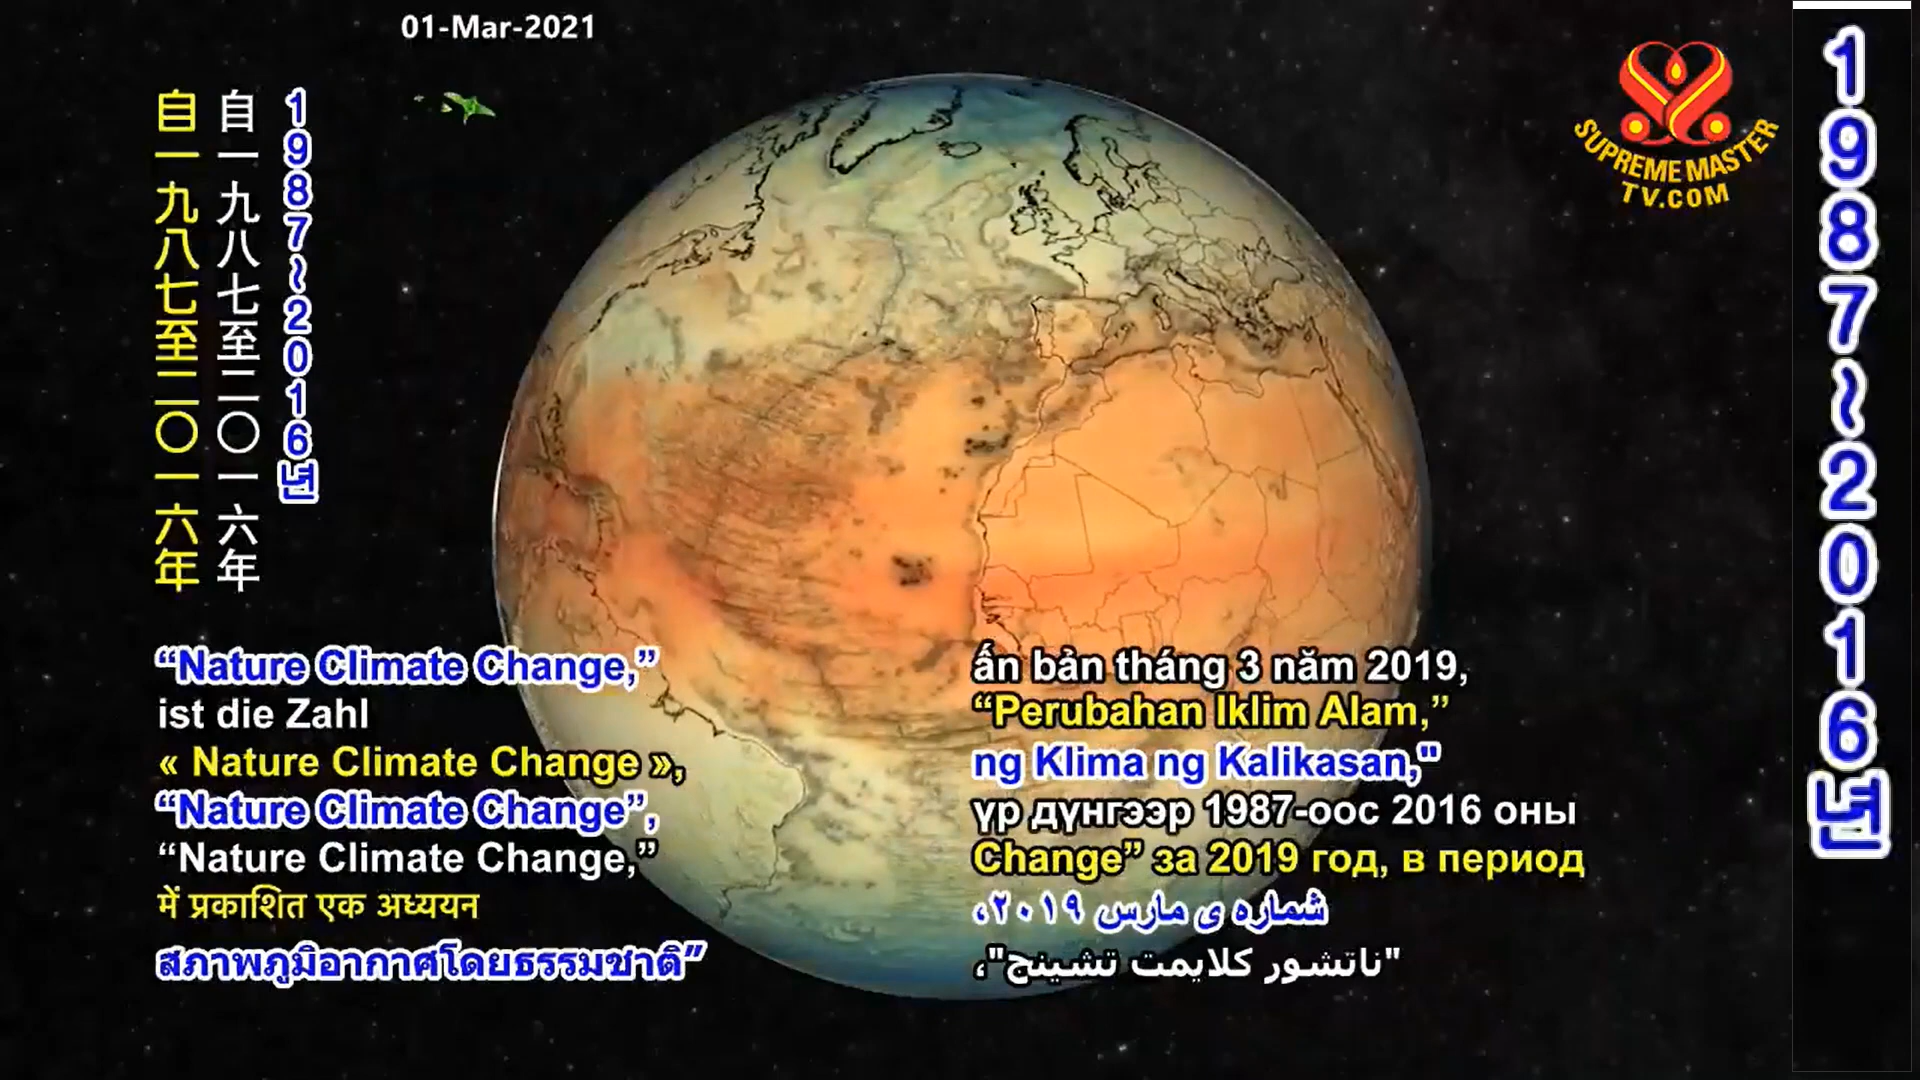 01-Mar-2021
自一九八七至二〇一六年
自一九八七至二〇一六年
1987~2016년
SUPREME MASTER
TV.COM
1987~2016년
“Nature Climate Change,”
ist die Zahl
« Nature Climate Change »,
“Nature Climate Change”,
“Nature Climate Change,”
में प्रकाशित एक अध्ययन
สภาพภูมิอากาศโดยธรรมชาติ”
ấn bản tháng 3 năm 2019,
“Perubahan Iklim Alam,”
ng Klima ng Kalikasan,"
үр дүнгээр 1987-оос 2016 оны
Change” за 2019 год, в период
شماره ی مارس ۲۰۱۹،
"ناتشور كلايمت تشينج"،